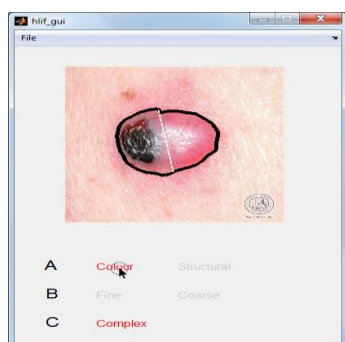 hlif_gui
File
A Colour Structural
B Fine Coarse
C Complex